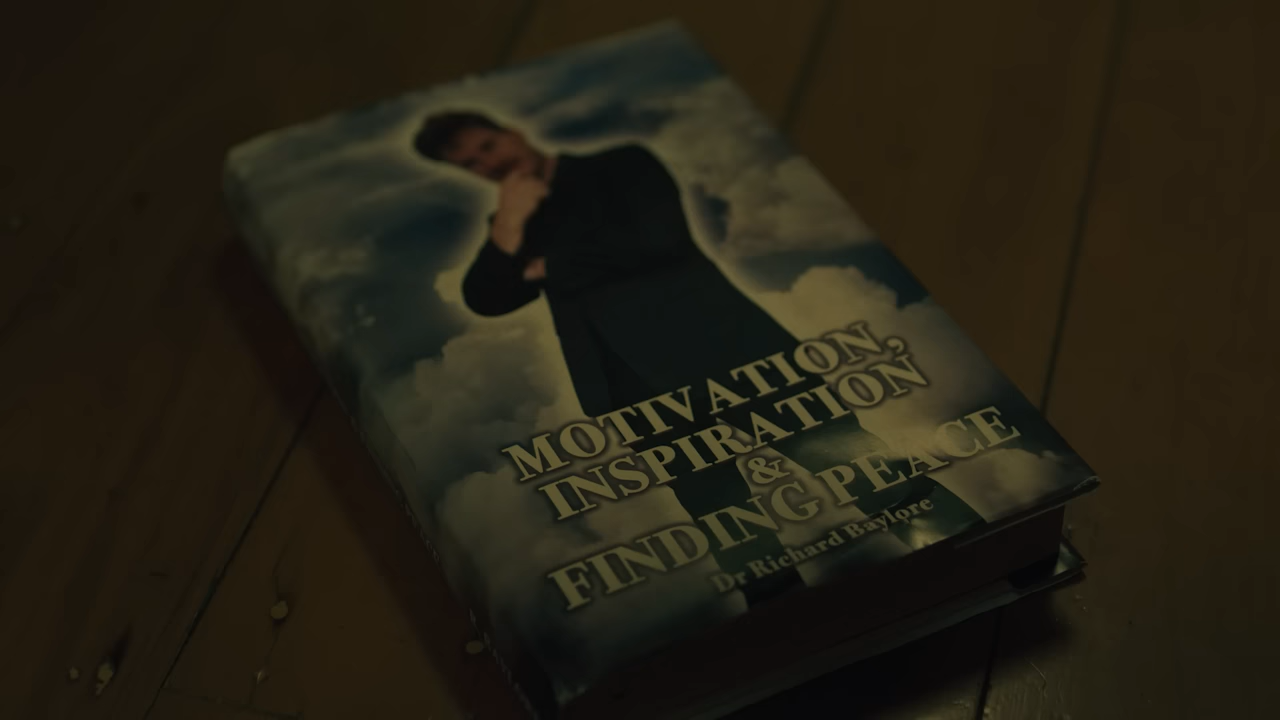 MOTIVATION,
INSPIRATION
&
FINDING PEACE
Dr Richard Baylore